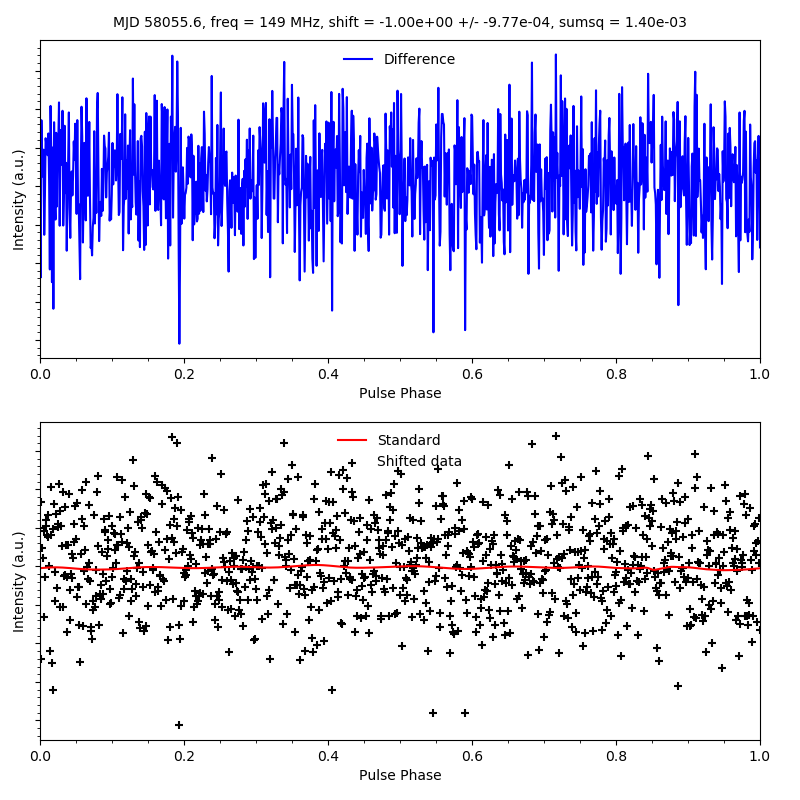 MJD 58055.6, freq = 149 MHz, shift = -1.00e+00 +/- -9.77e-04, sumsq = 1.40e-03
Difference
Intensity (a.u.)
0.0 0.2 0.4 0.6 0.8 1.0
Pulse Phase
Standard
Shifted data
Intensity (a.u.)
0.0 0.2 0.4 0.6 0.8 1.0
Pulse Phase